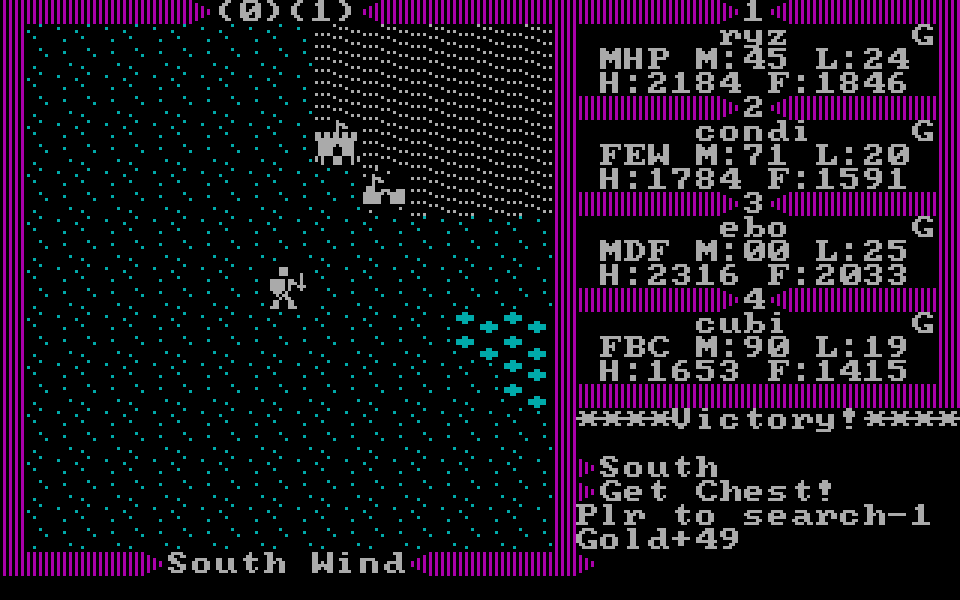 (0)(1)
South Wind
1
ryz G
MHP M:45 L:24
H:2184 F:1846
2
condi G
FEW M:71 L:20
H:1784 F:1591
3
ebo G
MDF M:00 L:25
H:2316 F:2033
4
cubi G
FBC M:90 L:19
H:1653 F:1415
****Victory!****
South
Get Chest!
Plr to search-1
Gold+49